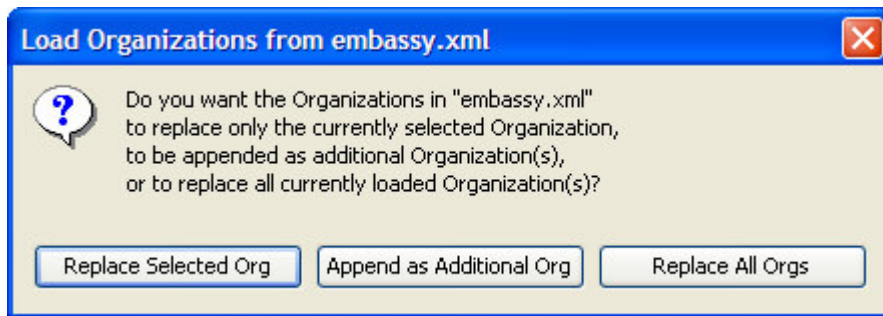 Load Organizations from embassy.xml
Do you want the Organizations in "embassy.xml"
to replace only the currently selected Organization,
to be appended as additional Organization(s),
or to replace all currently loaded Organization(s)?
Replace Selected Org Append as Additional Org Replace All Orgs